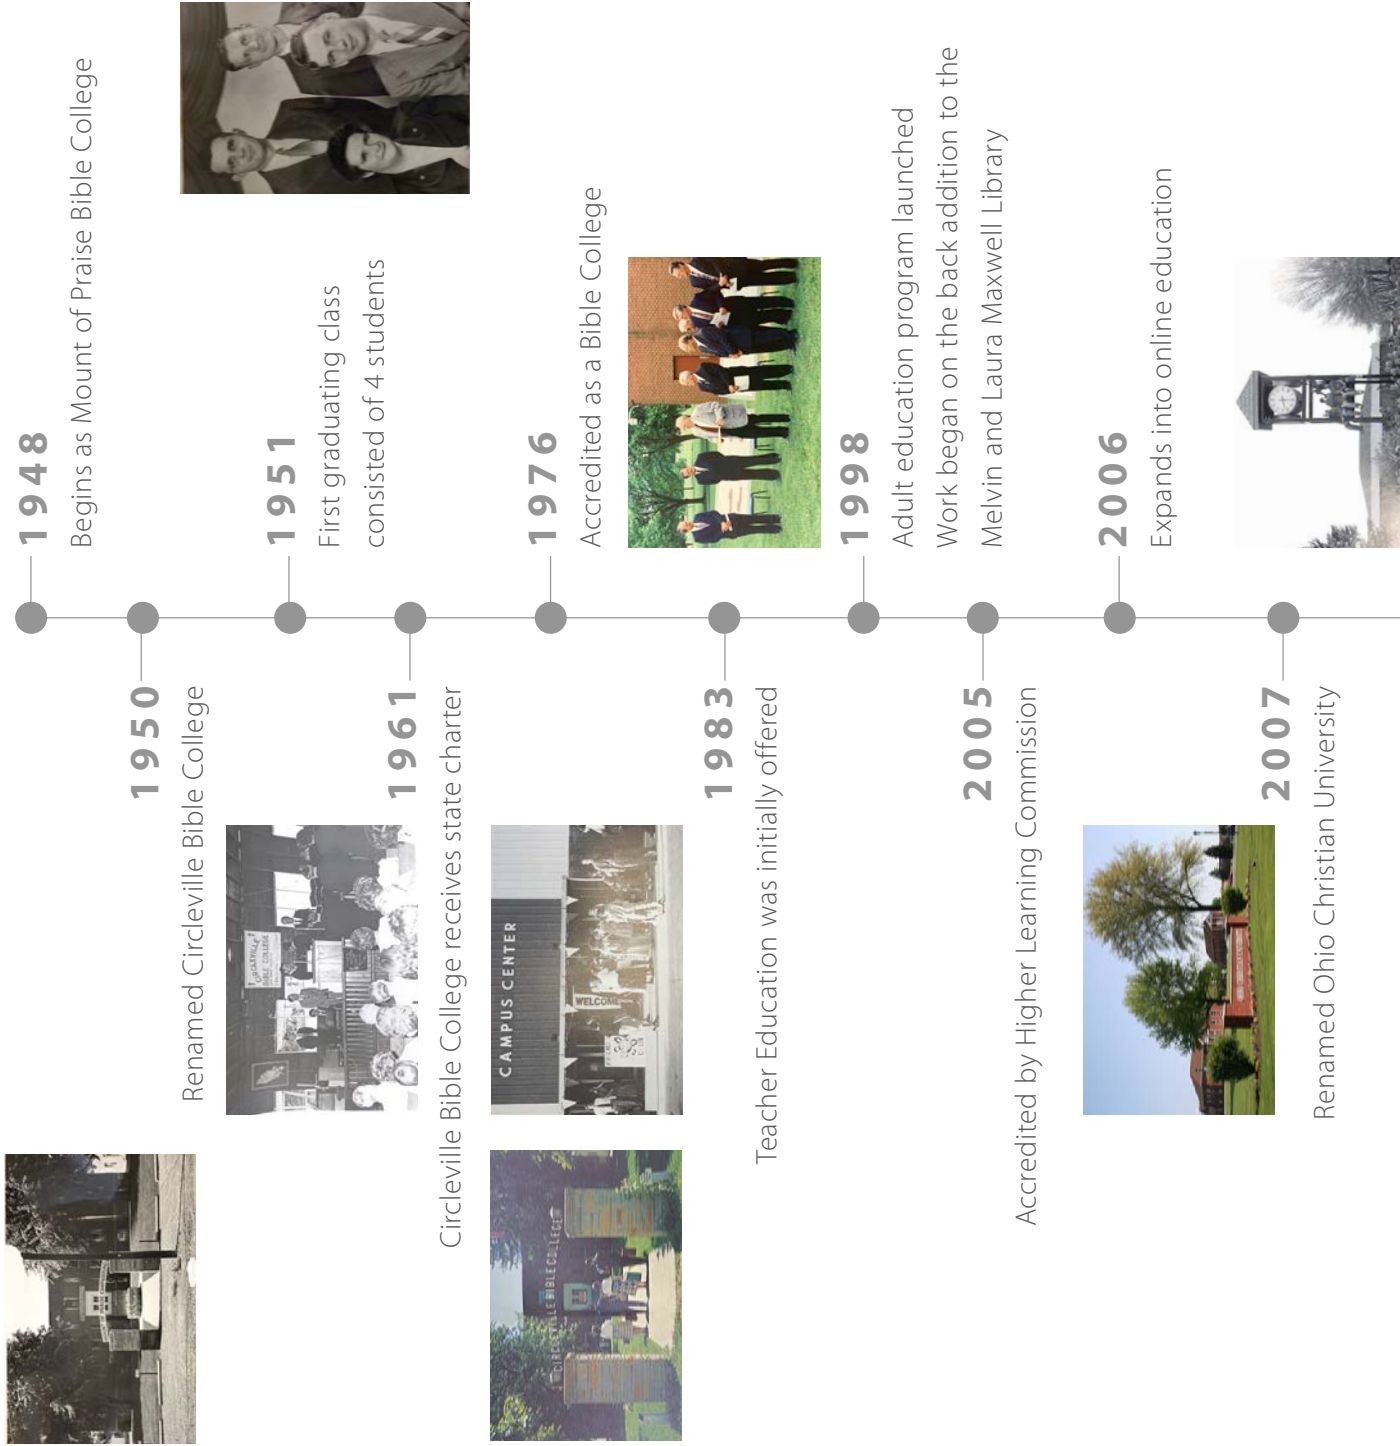 1948
Begins as Mount of Praise Bible College
1950
Renamed Circleville Bible College
CIRCLEVILLE
BIBLE COLLEGE
1951
First graduating class
consisted of 4 students
1961
Circleville Bible College receives state charter
CAMPUS CENTER
WELCOME
CIRCLEVILLE BIBLE COLLEGE
1976
Accredited as a Bible College
1983
Teacher Education was initially offered
1998
Adult education program launched
Work began on the back addition to the
Melvin and Laura Maxwell Library
2005
Accredited by Higher Learning Commission
2006
Expands into online education
2007
Renamed Ohio Christian University